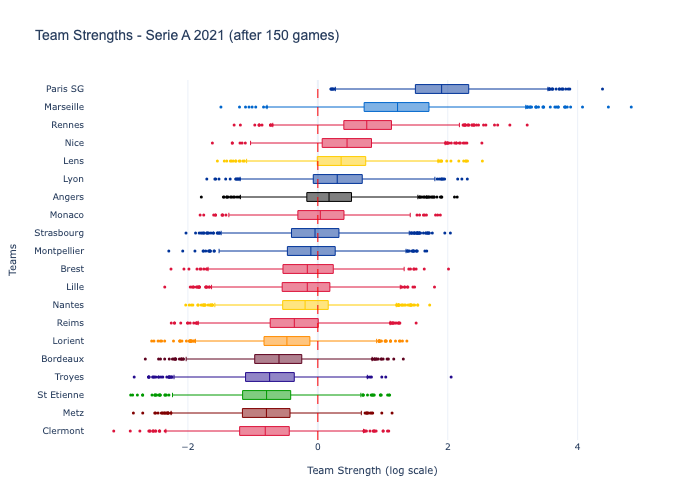 Team Strengths - Serie A 2021 (after 150 games)
Paris SG
Marseille
Rennes
Nice
Lens
Lyon
Angers
Monaco
Strasbourg
Montpellier
Brest
Lille
Nantes
Reims
Lorient
Bordeaux
Troyes
St Etienne
Metz
Clermont
Teams
−2 0 2 4
Team Strength (log scale)